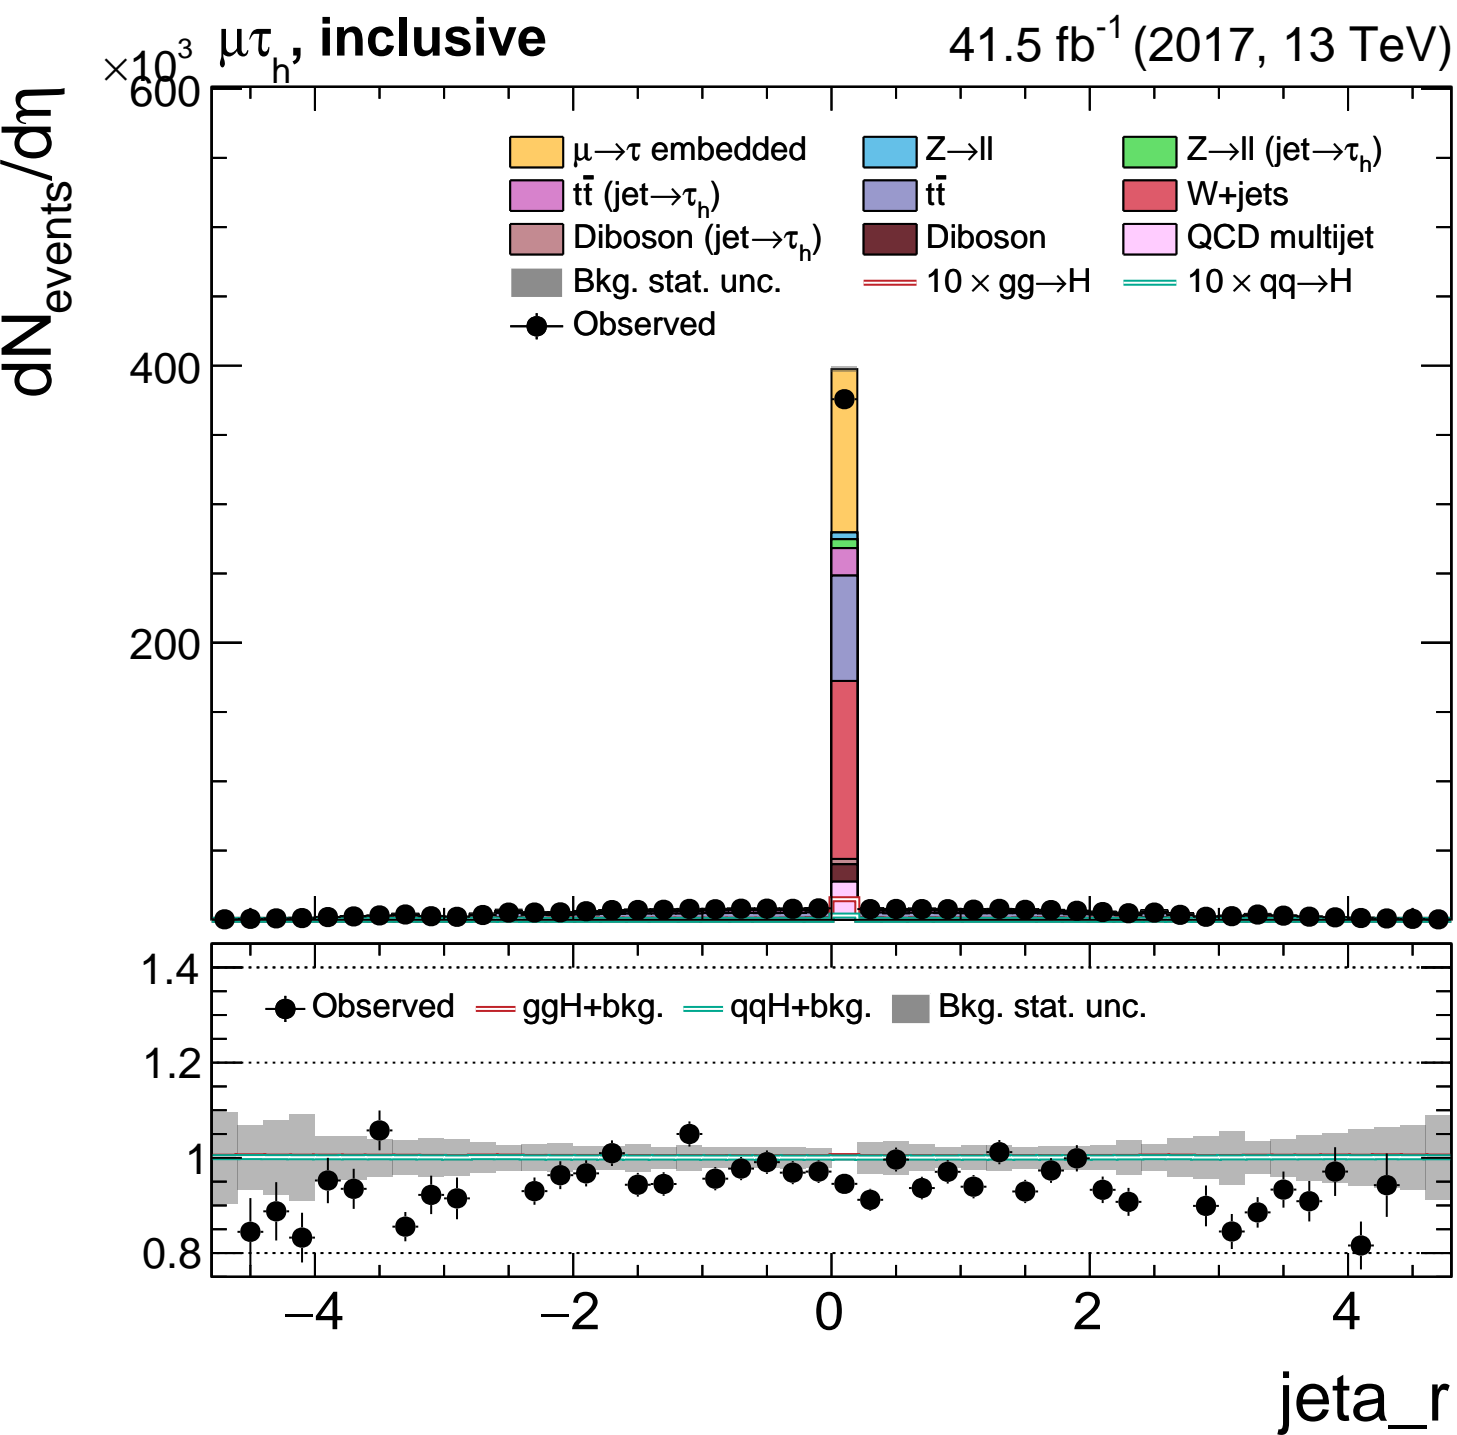 ×10³ μτₕ, inclusive 41.5 fb⁻¹ (2017, 13 TeV)
dN_events/dη
600
400
200
μ→τ embedded Z→ll Z→ll (jet→τₕ)
tt̄ (jet→τₕ) tt̄ W+jets
Diboson (jet→τₕ) Diboson QCD multijet
Bkg. stat. unc. 10 × gg→H 10 × qq→H
Observed
1.4
Observed ggH+bkg. qqH+bkg. Bkg. stat. unc.
1.2
1
0.8
−4 −2 0 2 4
jeta_r